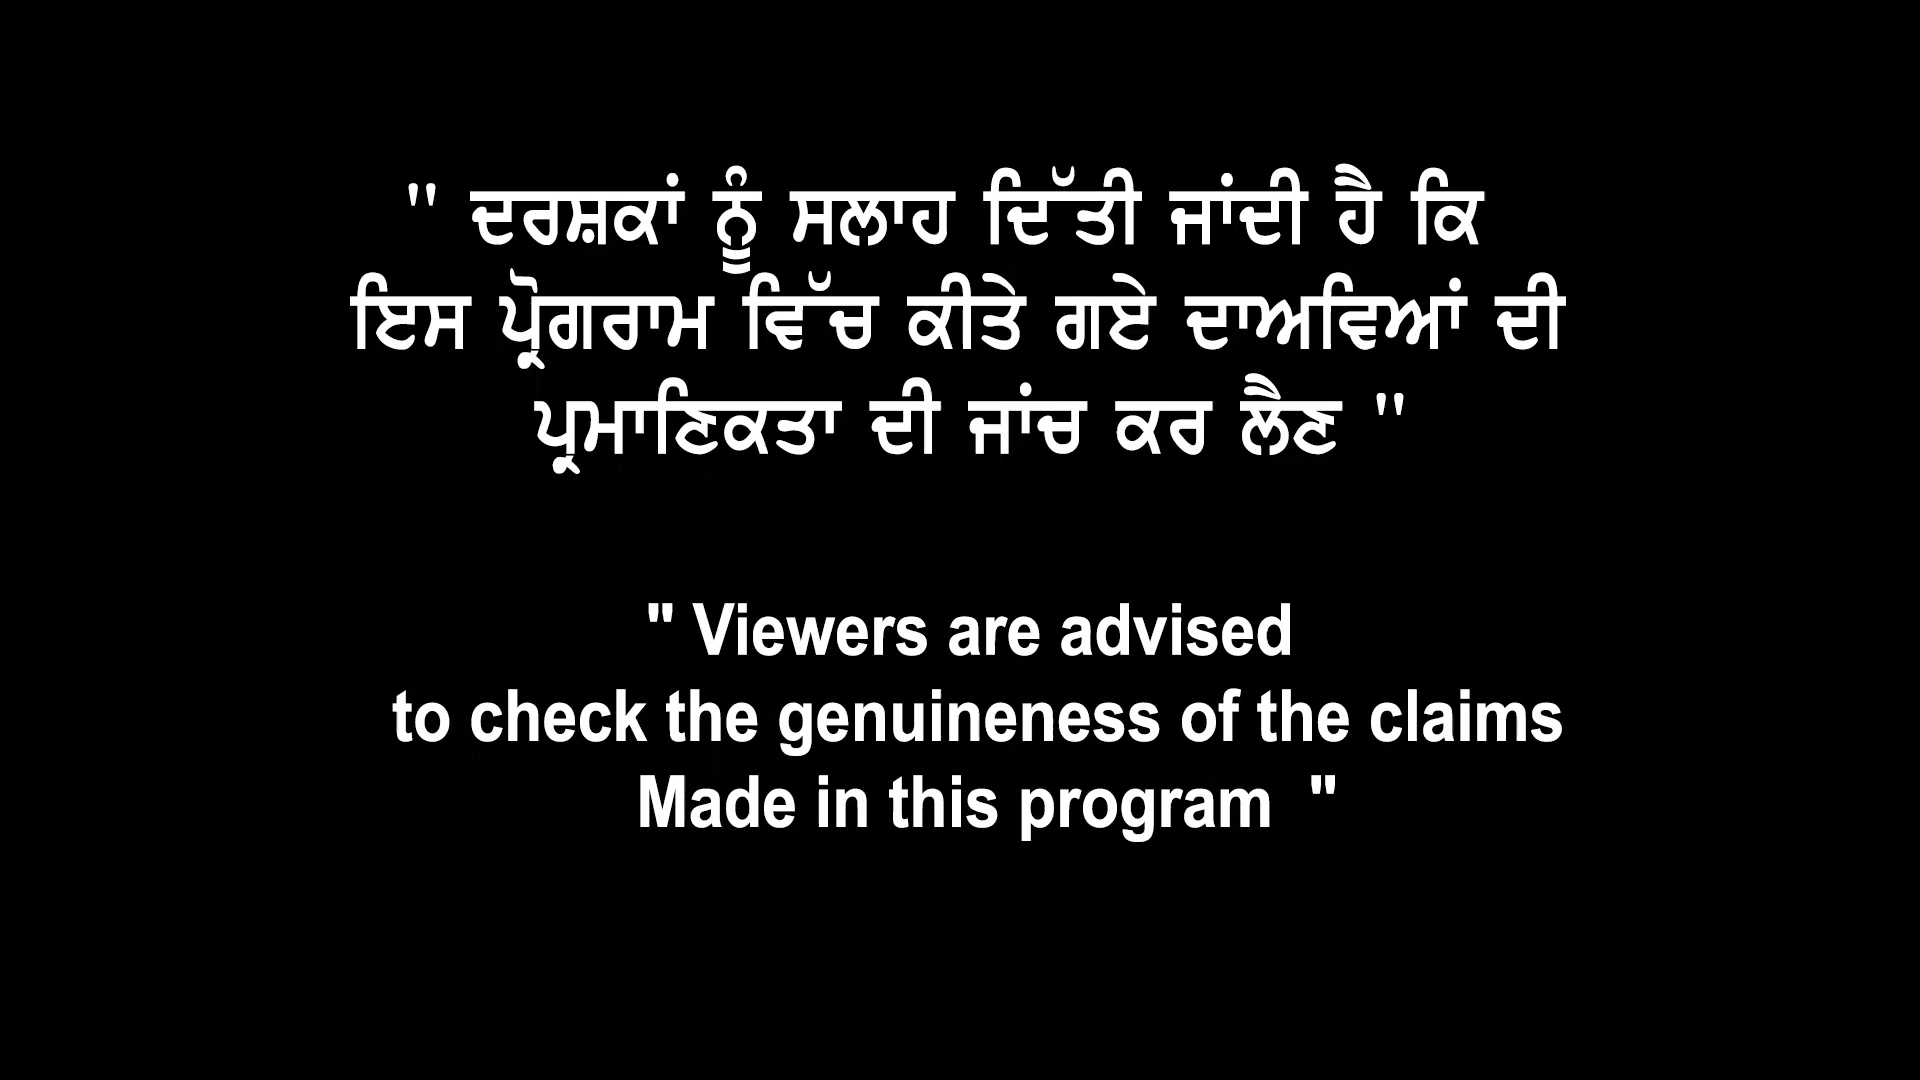 " ਦਰਸ਼ਕਾਂ ਨੂੰ ਸਲਾਹ ਦਿੱਤੀ ਜਾਂਦੀ ਹੈ ਕਿ
ਇਸ ਪ੍ਰੋਗਰਾਮ ਵਿੱਚ ਕੀਤੇ ਗਏ ਦਾਅਵਿਆਂ ਦੀ
ਪ੍ਰਮਾਣਿਕਤਾ ਦੀ ਜਾਂਚ ਕਰ ਲੈਣ "
" Viewers are advised
to check the genuineness of the claims
Made in this program "